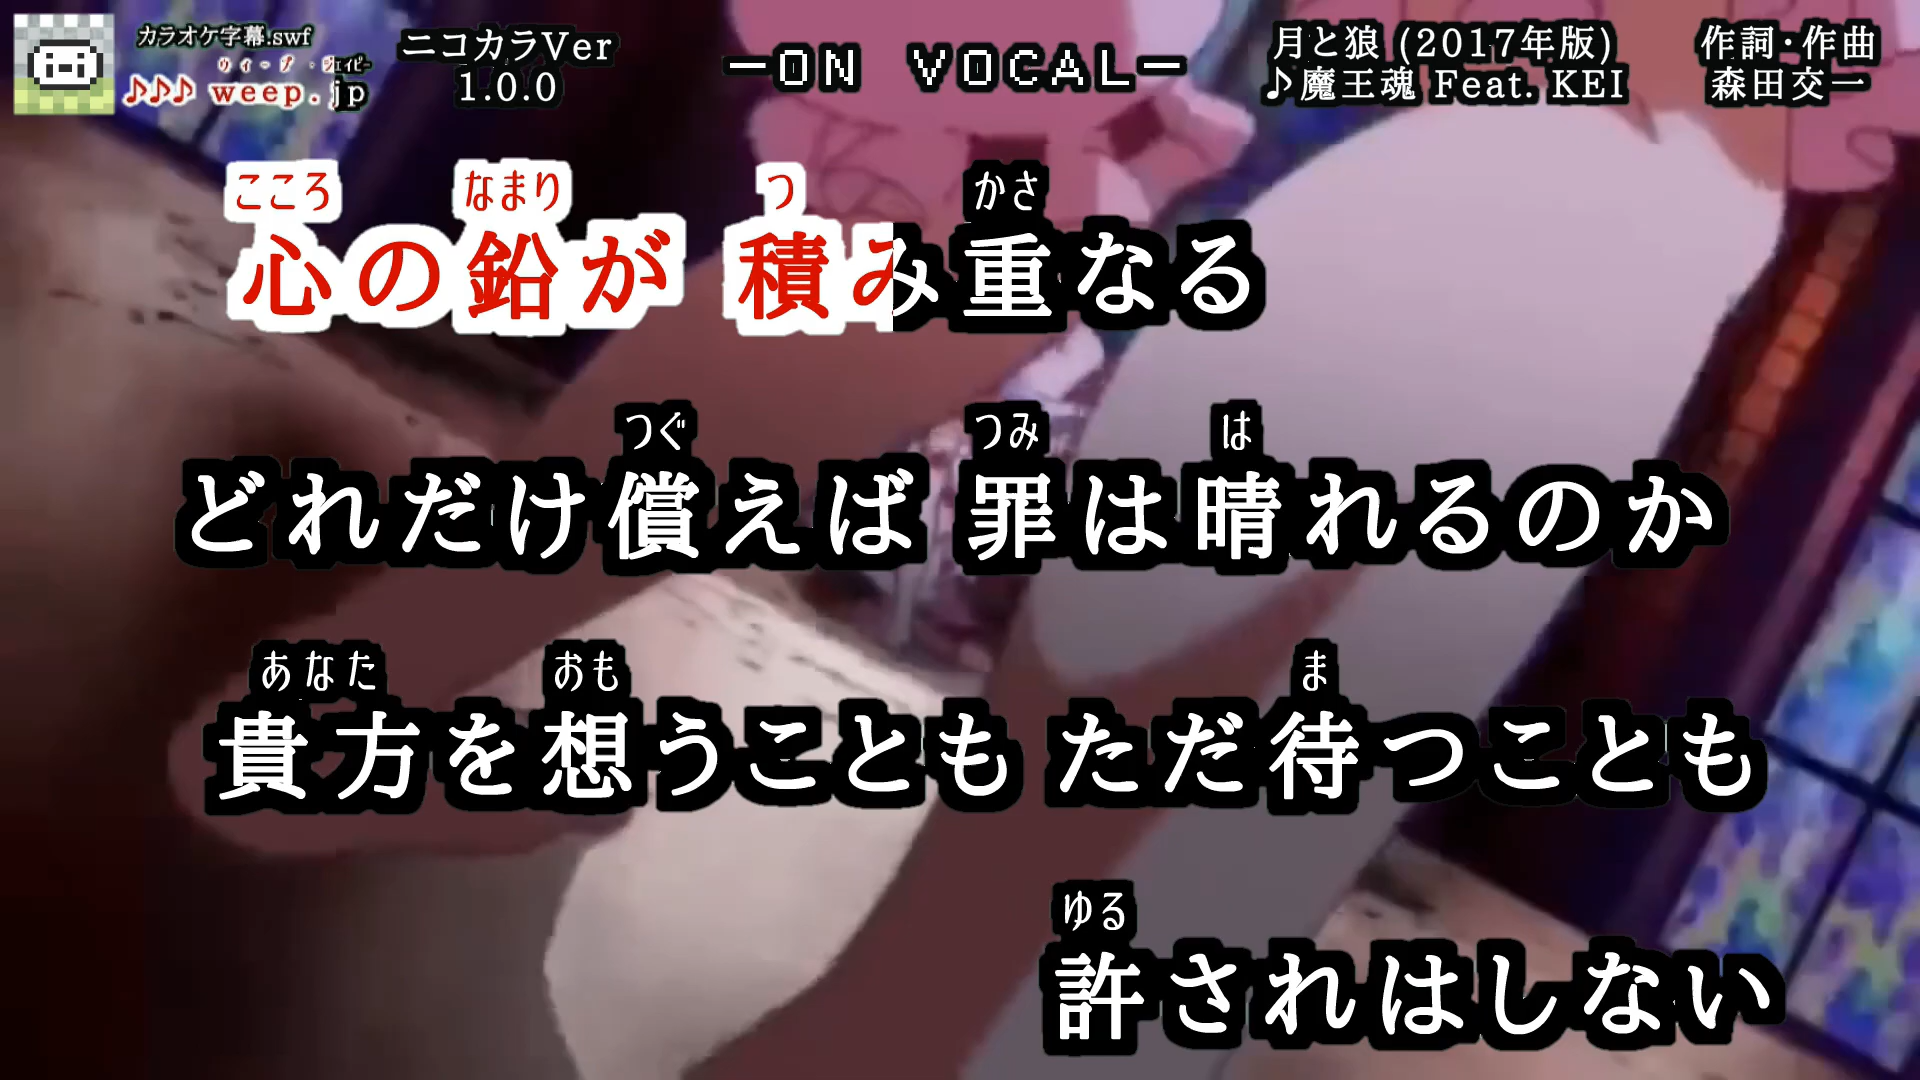 カラオケ字幕.swf
ウィープ・ジェイピー
♪♪♪ weep.jp
ニコカラVer
1.0.0
−ON VOCAL−
月と狼 (2017年版)
♪魔王魂 Feat. KEI
作詞･作曲
森田交一
こころ なまり つ かさ
心の鉛が 積み重なる
つぐ つみ は
どれだけ償えば 罪は晴れるのか
あなた おも ま
貴方を想うことも ただ待つことも
ゆる
許されはしない